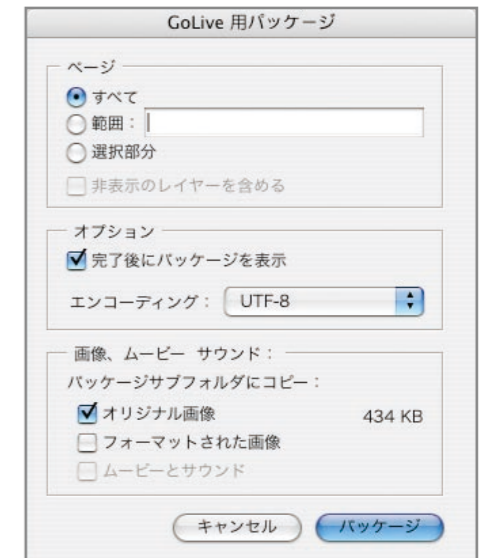 GoLive 用パッケージ
ページ
すべて
範囲：
選択部分
非表示のレイヤーを含める
オプション
完了後にパッケージを表示
エンコーディング： UTF-8
画像、ムービー サウンド：
パッケージサブフォルダにコピー：
オリジナル画像 434 KB
フォーマットされた画像
ムービーとサウンド
キャンセル パッケージ